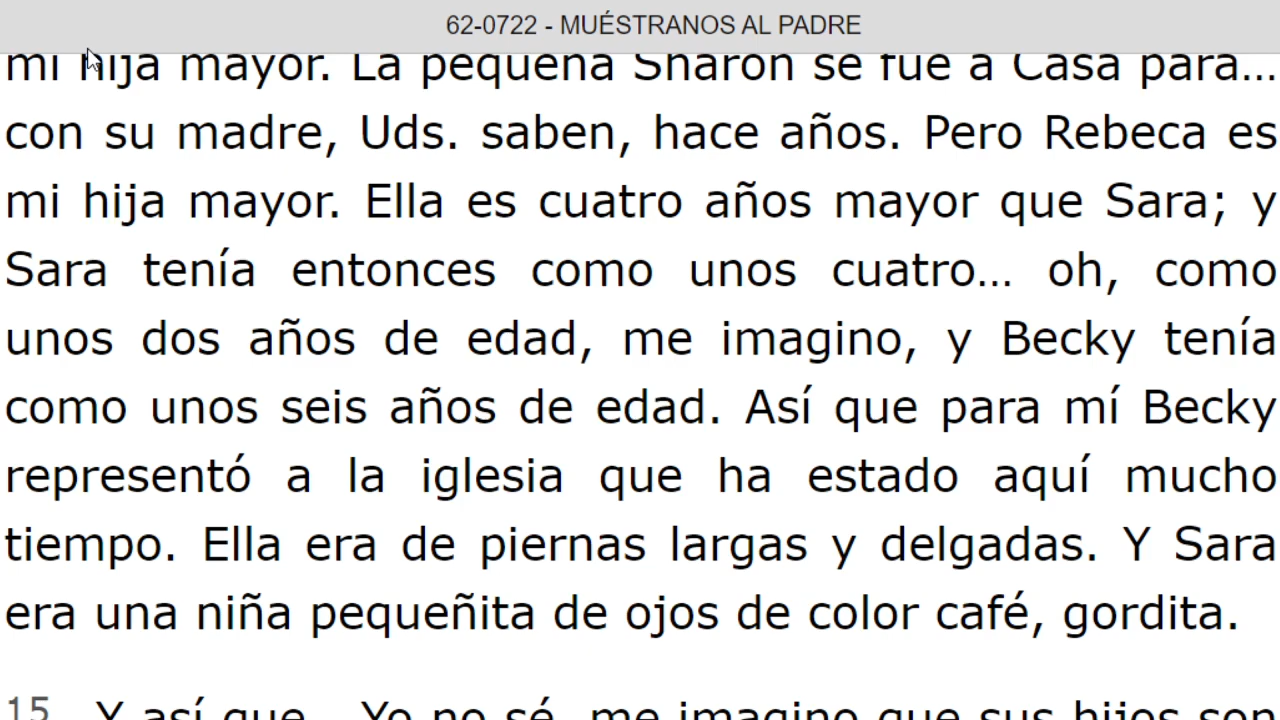 62-0722 - MUÉSTRANOS AL PADRE
mi hija mayor. La pequeña Sharon se fue a Casa para...
con su madre, Uds. saben, hace años. Pero Rebeca es
mi hija mayor. Ella es cuatro años mayor que Sara; y
Sara tenía entonces como unos cuatro... oh, como
unos dos años de edad, me imagino, y Becky tenía
como unos seis años de edad. Así que para mí Becky
representó a la iglesia que ha estado aquí mucho
tiempo. Ella era de piernas largas y delgadas. Y Sara
era una niña pequeñita de ojos de color café, gordita.
15 Y así que... Yo no sé, me imagino que sus hijos son